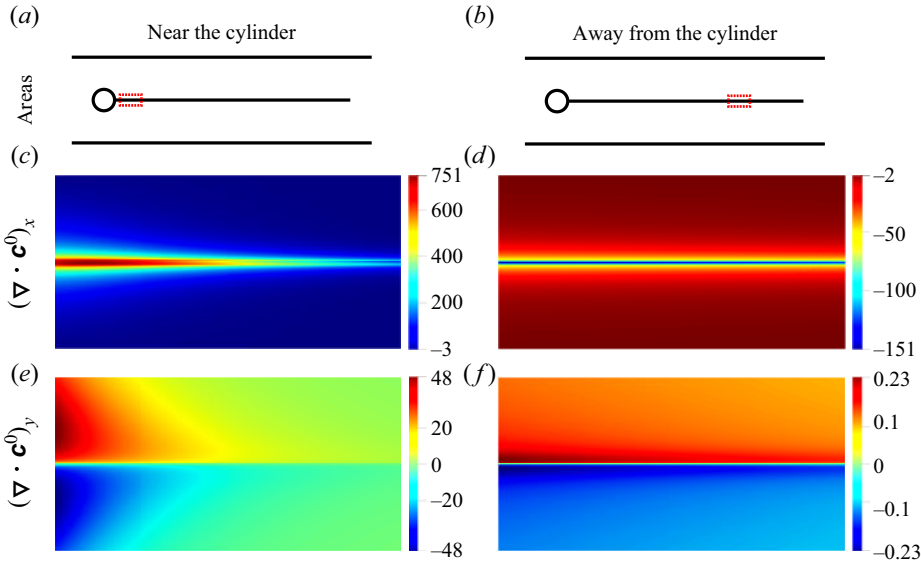 (a)
Near the cylinder
(b)
Away from the cylinder
Areas
(c)
(∇ · c⁰)ₓ
751
600
400
200
–3
(d)
–2
–50
–100
–151
(e)
(∇ · c⁰)ᵧ
48
20
0
–20
–48
(f)
0.23
0.1
0
–0.1
–0.23